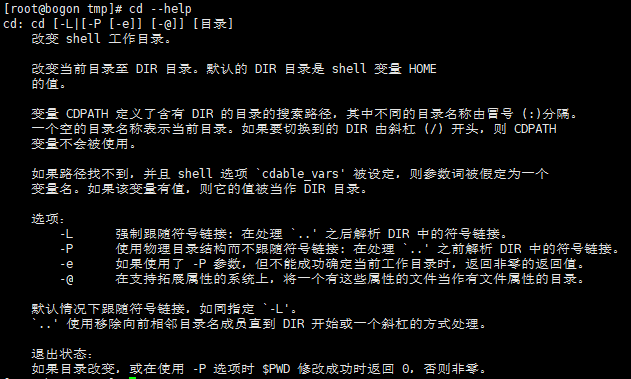 [root@bogon tmp]# cd --help
cd: cd [-L|[-P [-e]] [-@]] [目录]
改变 shell 工作目录。
改变当前目录至 DIR 目录。默认的 DIR 目录是 shell 变量 HOME
的值。
变量 CDPATH 定义了含有 DIR 的目录的搜索路径，其中不同的目录名称由冒号 (:)分隔。
一个空的目录名称表示当前目录。如果要切换到的 DIR 由斜杠 (/) 开头，则 CDPATH
变量不会被使用。
如果路径找不到，并且 shell 选项 `cdable_vars' 被设定，则参数词被假定为一个
变量名。如果该变量有值，则它的值被当作 DIR 目录。
选项：
-L 强制跟随符号链接：在处理 `..' 之后解析 DIR 中的符号链接。
-P 使用物理目录结构而不跟随符号链接：在处理 `..' 之前解析 DIR 中的符号链接。
-e 如果使用了 -P 参数，但不能成功确定当前工作目录时，返回非零的返回值。
-@ 在支持拓展属性的系统上，将一个有这些属性的文件当作有文件属性的目录。
默认情况下跟随符号链接，如同指定 `-L'。
`..' 使用移除向前相邻目录名成员直到 DIR 开始或一个斜杠的方式处理。
退出状态：
如果目录改变，或在使用 -P 选项时 $PWD 修改成功时返回 0，否则非零。